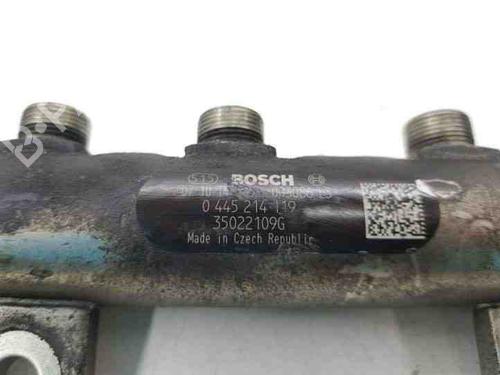 BOSCH
0 445 214 119
35022109G
Made in Czech Republic